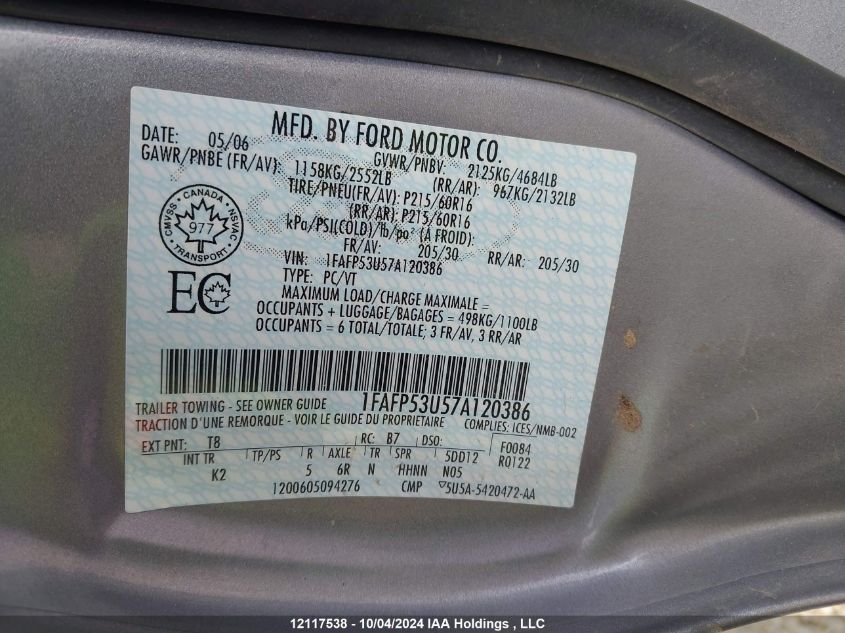 MFD. BY FORD MOTOR CO.
DATE: 05/06 GVWR/PNBV: 2125KG/4684LB
GAWR/PNBE (FR/AV): 1158KG/2552LB (RR/AR): 967KG/2132LB
TIRE/PNEU(FR/AV): P215/60R16
(RR/AR): P215/60R16
kPa/PSI(COLD)/lb/po² (À FROID):
FR/AV: 205/30 RR/AR: 205/30
VIN: 1FAFP53U57A120386
TYPE: PC/VT
MAXIMUM LOAD/CHARGE MAXIMALE =
OCCUPANTS + LUGGAGE/BAGAGES = 498KG/1100LB
OCCUPANTS = 6 TOTAL/TOTALE; 3 FR/AV, 3 RR/AR
CANADA
CMVSS 977 NSVAC
TRANSPORT
EC
1FAFP53U57A120386
TRAILER TOWING - SEE OWNER GUIDE
TRACTION D'UNE REMORQUE - VOIR LE GUIDE DU PROPRIETAIRE COMPLIES: ICES/NMB-002
EXT PNT: T8 RC: B7 DSO: F0084
INT TR TP/PS R AXLE TR SPR 5DD12 R0122
K2 5 6R N HHNN N05
1200605094276 CMP 5U5A-5420472-AA
12117538 - 10/04/2024 IAA Holdings , LLC